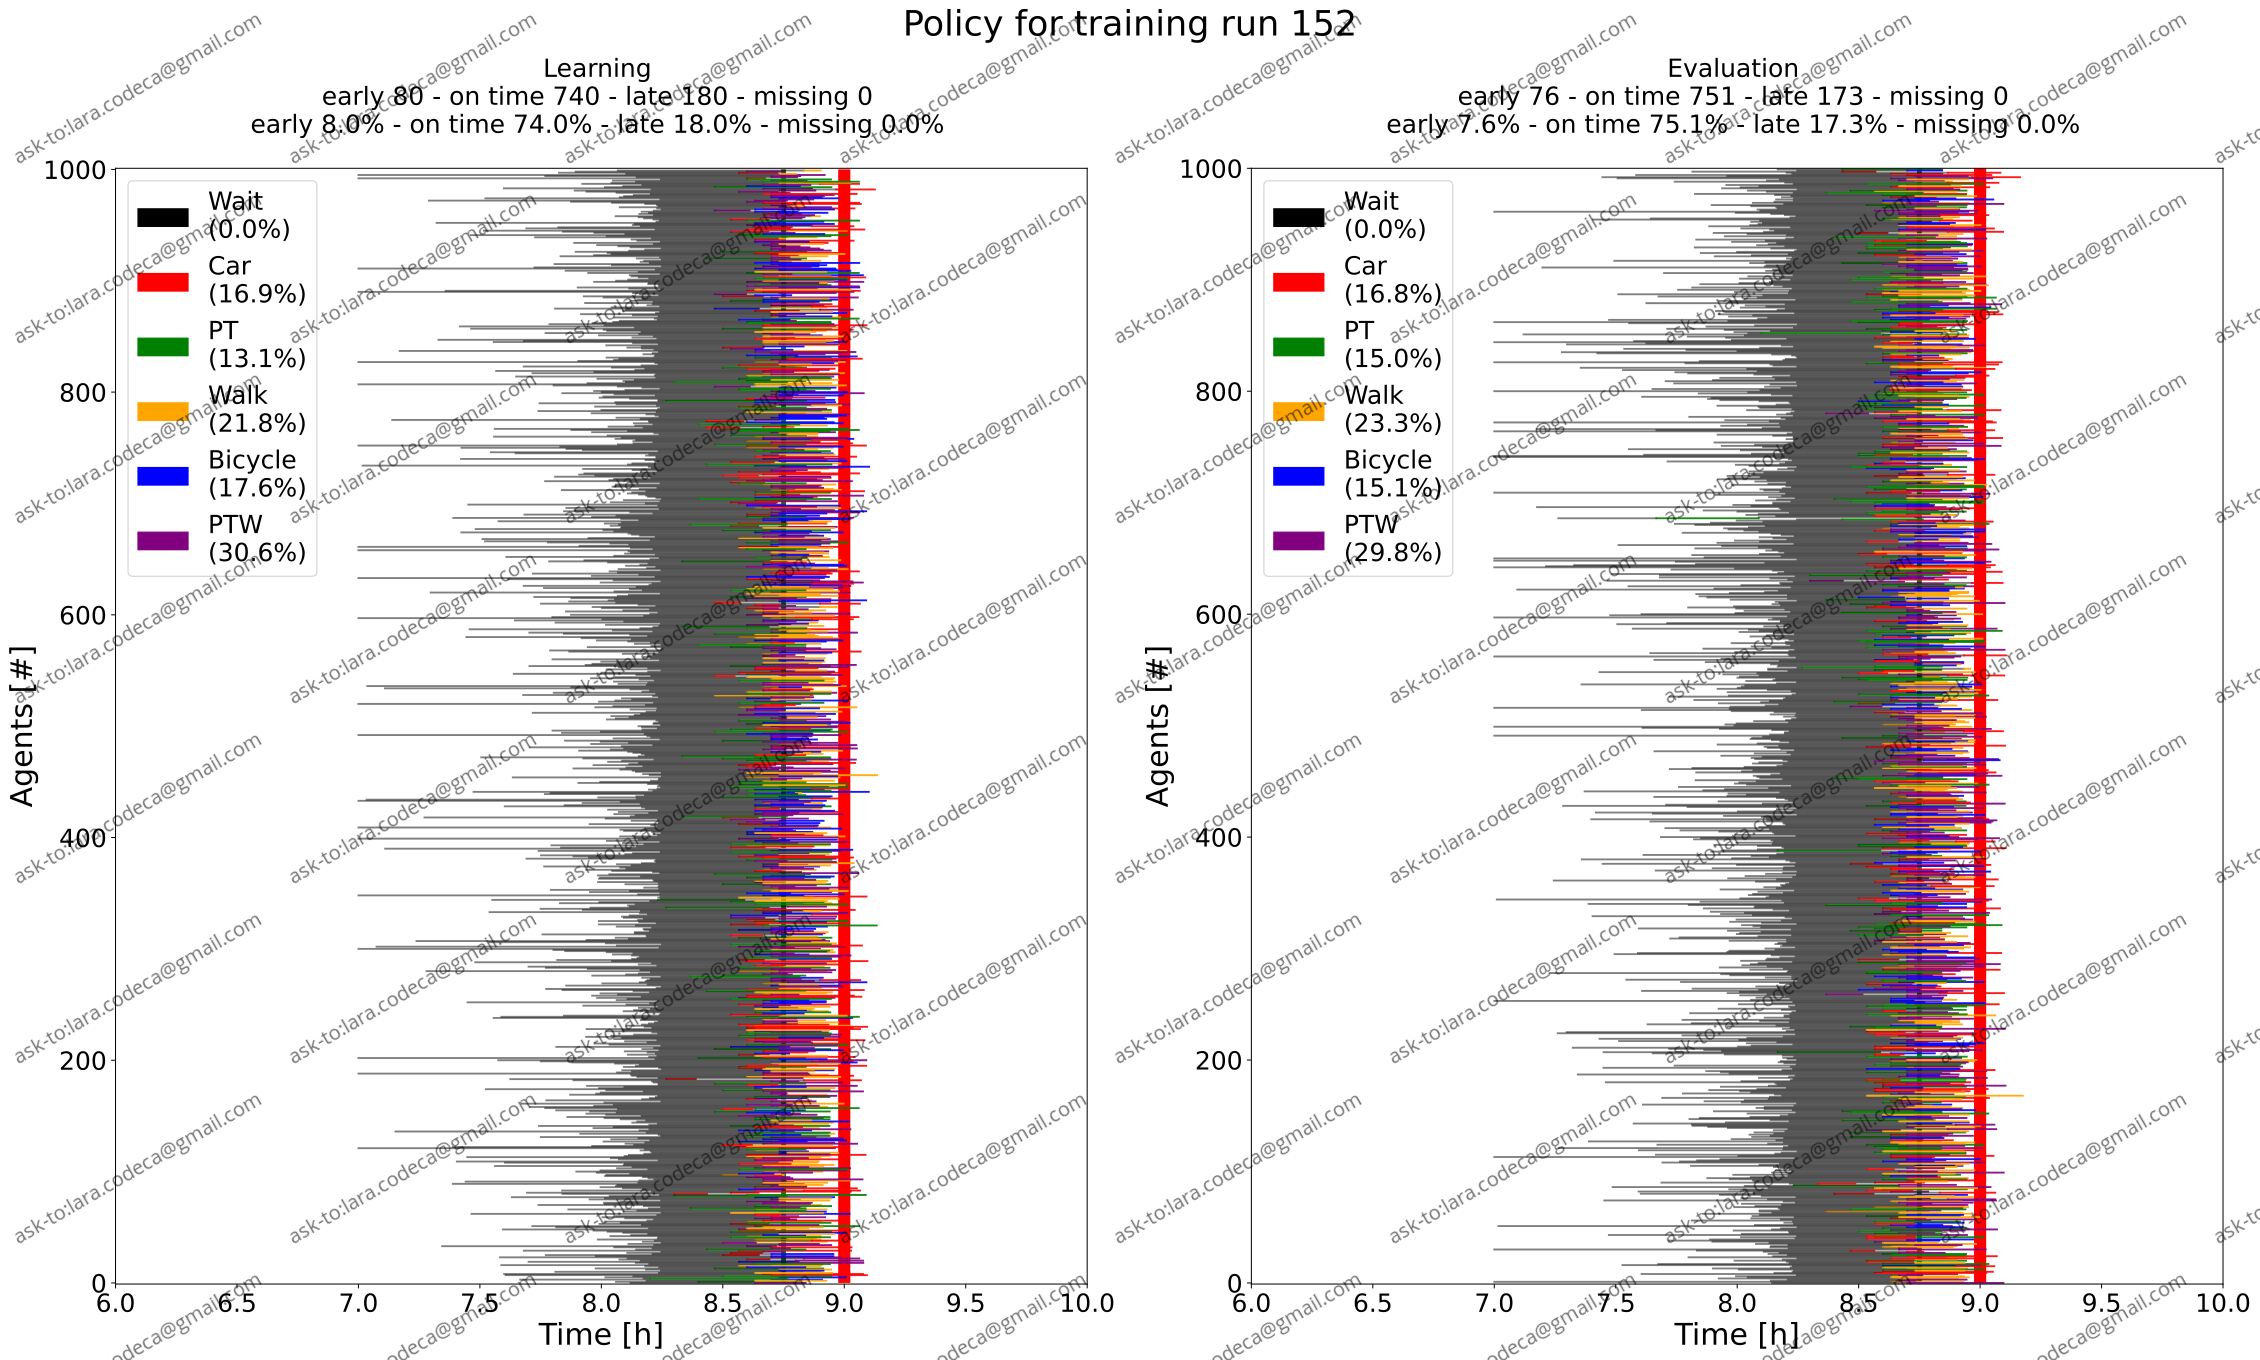 Policy for training run 152
Learning
early 80 - on time 740 - late 180 - missing 0
early 8.0% - on time 74.0% - late 18.0% - missing 0.0%
1000
800
600
400
200
0
Agents [#]
Wait
(0.0%)
Car
(16.9%)
PT
(13.1%)
Walk
(21.8%)
Bicycle
(17.6%)
PTW
(30.6%)
6.0 6.5 7.0 7.5 8.0 8.5 9.0 9.5 10.0
Time [h]
Evaluation
early 76 - on time 751 - late 173 - missing 0
early 7.6% - on time 75.1% - late 17.3% - missing 0.0%
1000
800
600
400
200
0
Agents [#]
Wait
(0.0%)
Car
(16.8%)
PT
(15.0%)
Walk
(23.3%)
Bicycle
(15.1%)
PTW
(29.8%)
6.0 6.5 7.0 7.5 8.0 8.5 9.0 9.5 10.0
Time [h]
ask-to:lara.codeca@gmail.com